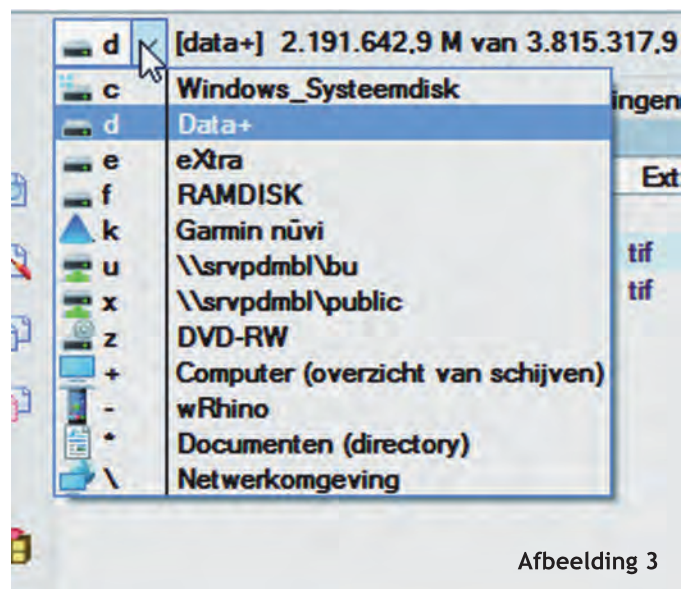 d [data+] 2.191.642,9 M van 3.815.317,9
c Windows_Systeemdisk
d Data+
e eXtra
f RAMDISK
k Garmin nüvi
u \\srvpdmbl\bu
x \\srvpdmbl\public
z DVD-RW
+ Computer (overzicht van schijven)
- wRhino
* Documenten (directory)
\ Netwerkomgeving
ingen
Ext
tif
tif
Afbeelding 3